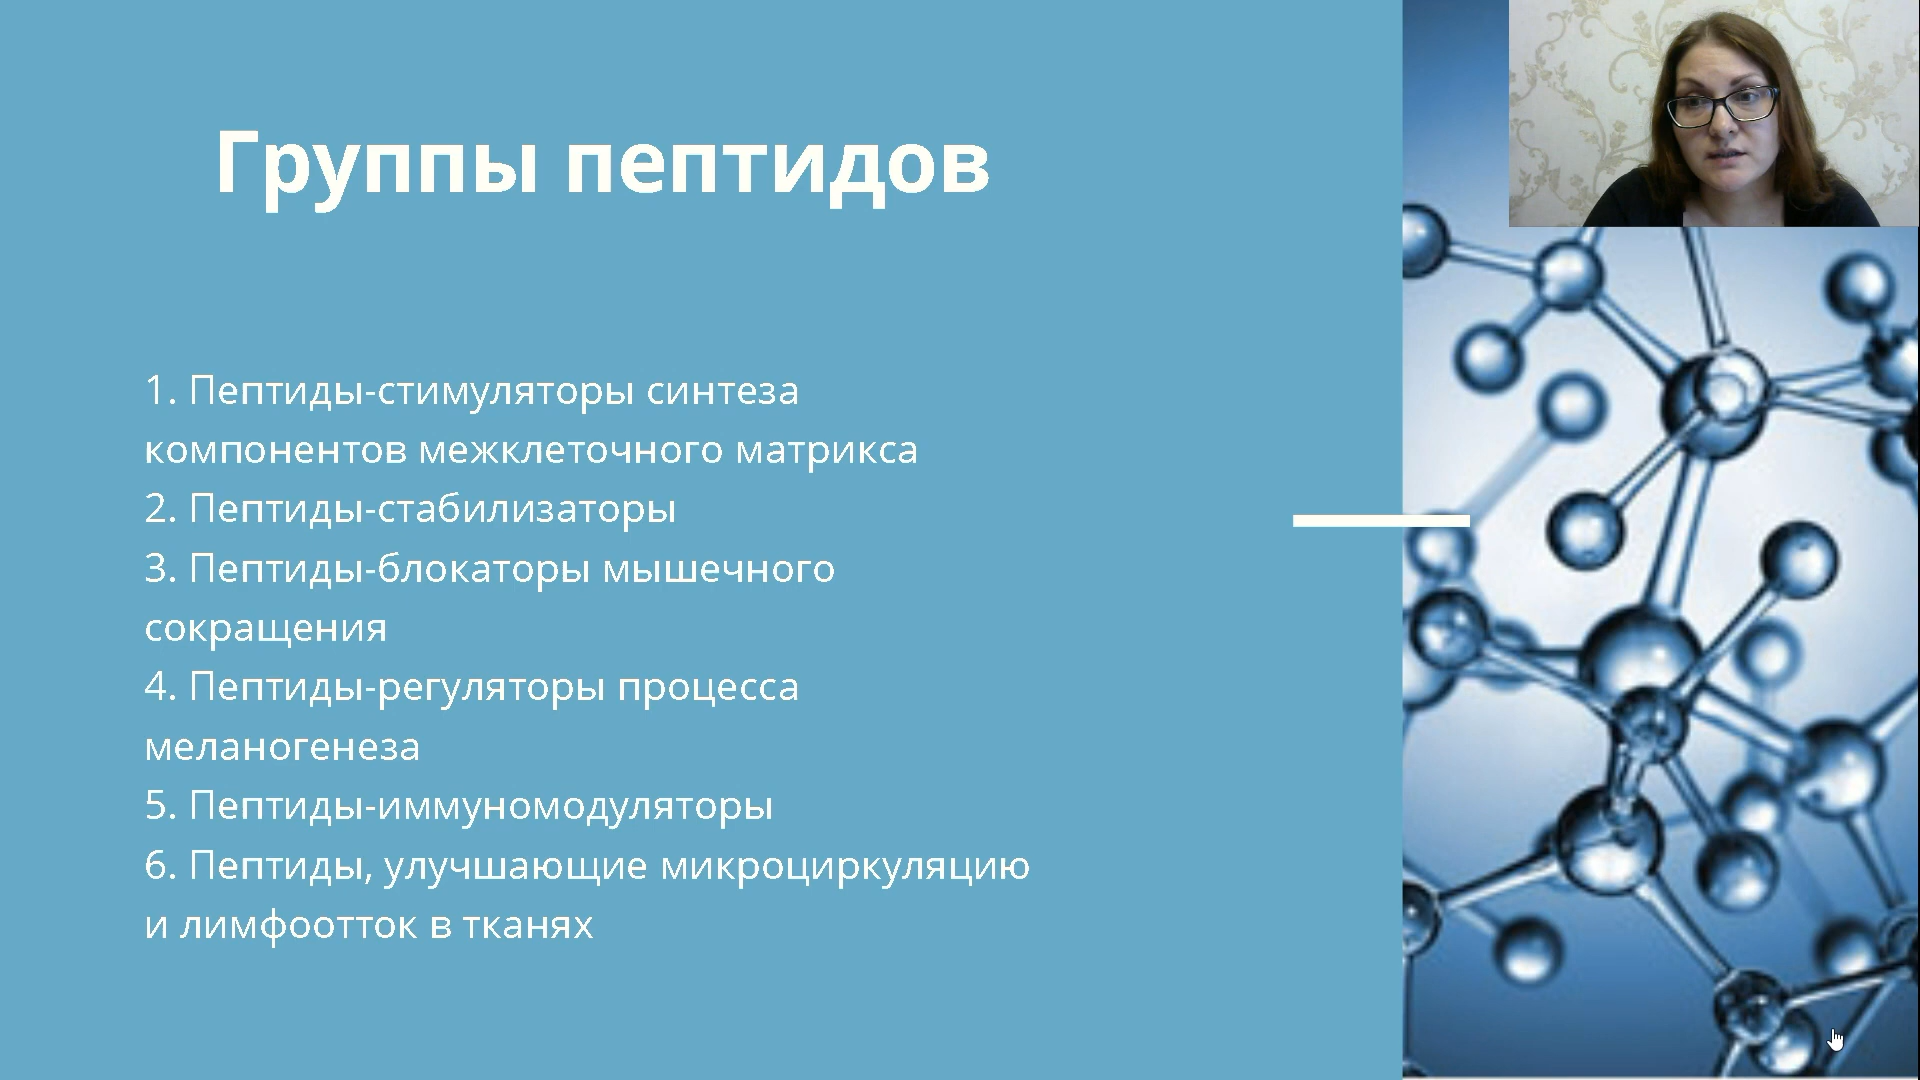 Группы пептидов
1. Пептиды-стимуляторы синтеза
компонентов межклеточного матрикса
2. Пептиды-стабилизаторы
3. Пептиды-блокаторы мышечного
сокращения
4. Пептиды-регуляторы процесса
меланогенеза
5. Пептиды-иммуномодуляторы
6. Пептиды, улучшающие микроциркуляцию
и лимфоотток в тканях